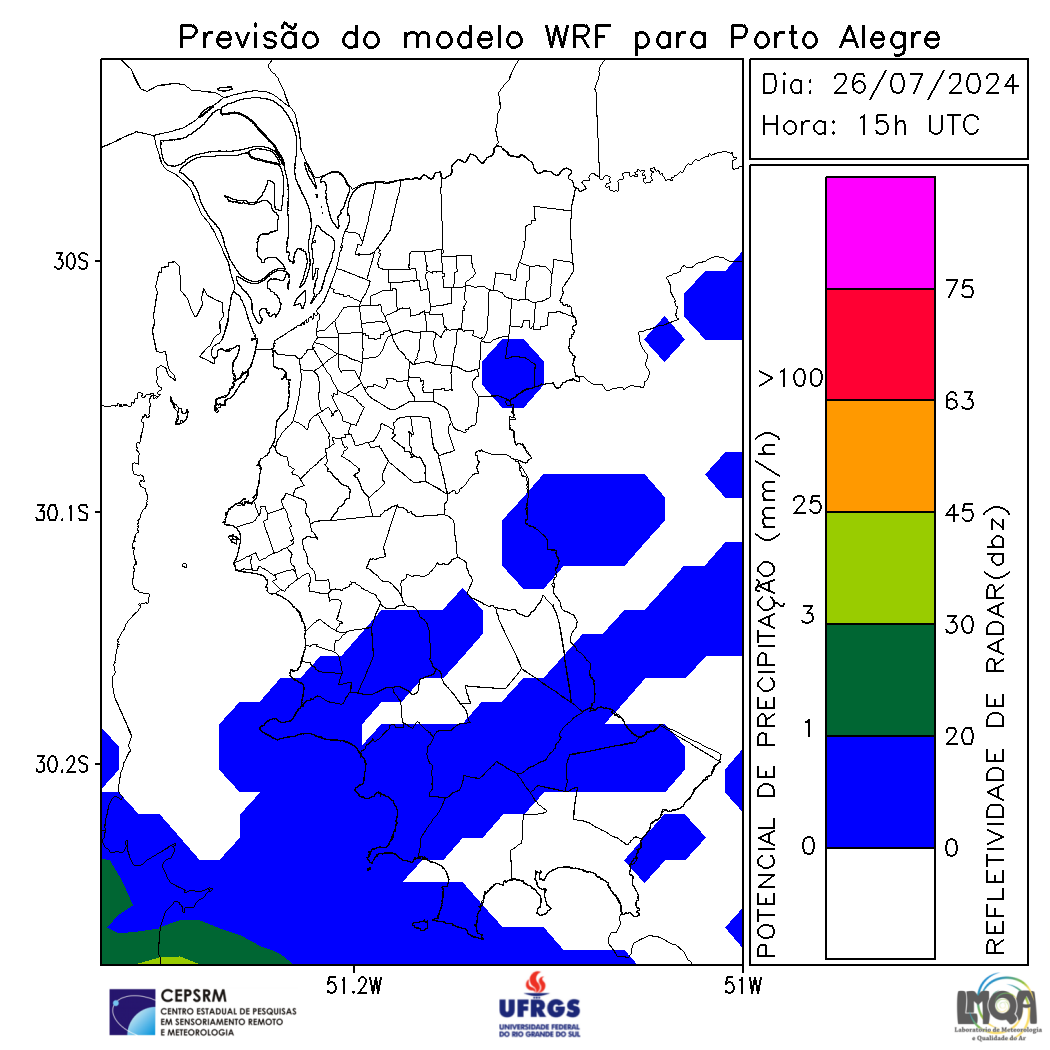 Previsão do modelo WRF para Porto Alegre
Dia: 26/07/2024
Hora: 15h UTC
30S
30.1S
30.2S
51.2W
51W
POTENCIAL DE PRECIPITAÇÃO (mm/h)
>100
25
3
1
0
75
63
45
30
20
0
REFLETIVIDADE DE RADAR(dbz)
CEPSRM
CENTRO ESTADUAL DE PESQUISAS
EM SENSORIAMENTO REMOTO
E METEOROLOGIA
UFRGS
UNIVERSIDADE FEDERAL
DO RIO GRANDE DO SUL
LMQA
Laboratório de Meteorologia
e Qualidade do Ar